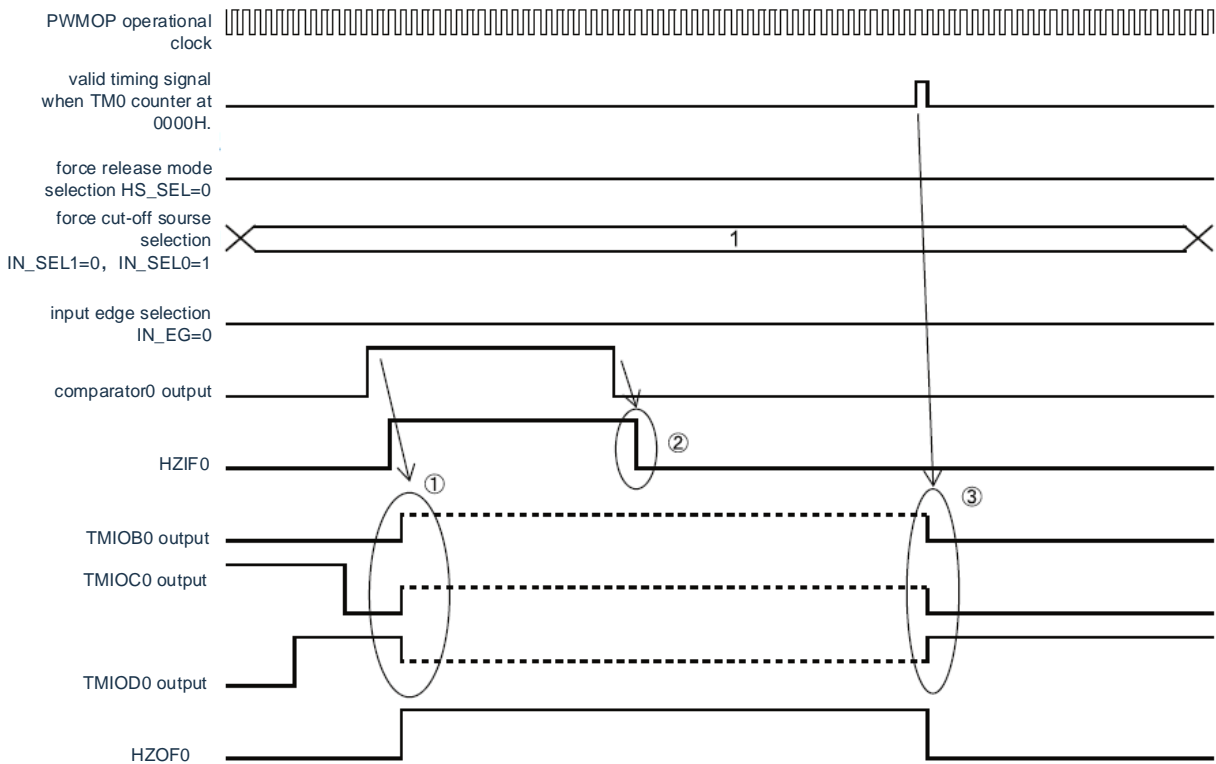 PWMOP operational
clock
valid timing signal
when TM0 counter at
0000H.
force release mode
selection HS_SEL=0
force cut-off sourse
selection
IN_SEL1=0，IN_SEL0=1
1
input edge selection
IN_EG=0
comparator0 output
HZIF0
②
①
③
TMIOB0 output
TMIOC0 output
TMIOD0 output
HZOF0